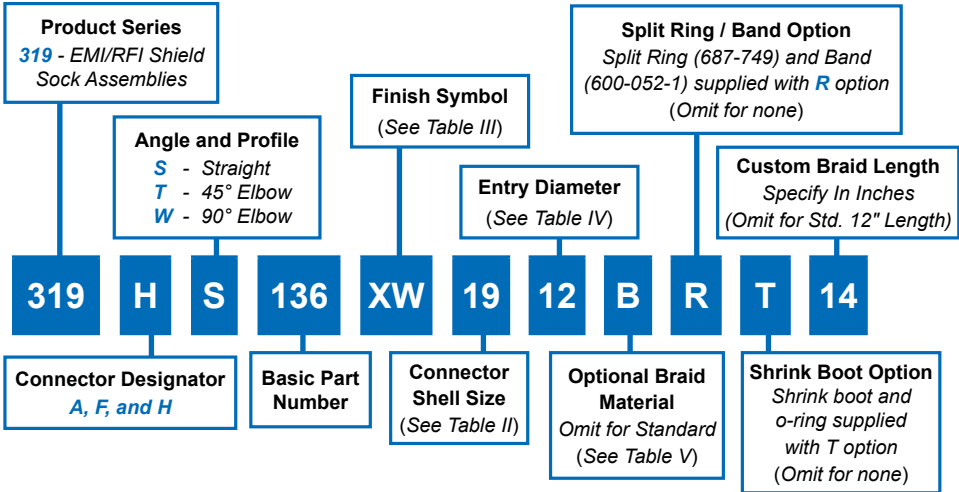 Product Series
319 - EMI/RFI Shield
Sock Assemblies
Angle and Profile
S - Straight
T - 45° Elbow
W - 90° Elbow
Finish Symbol
(See Table III)
Entry Diameter
(See Table IV)
Split Ring / Band Option
Split Ring (687-749) and Band
(600-052-1) supplied with R option
(Omit for none)
Custom Braid Length
Specify In Inches
(Omit for Std. 12" Length)
319 H S 136 XW 19 12 B R T 14
Connector Designator
A, F, and H
Basic Part
Number
Connector
Shell Size
(See Table II)
Optional Braid
Material
Omit for Standard
(See Table V)
Shrink Boot Option
Shrink boot and
o-ring supplied
with T option
(Omit for none)